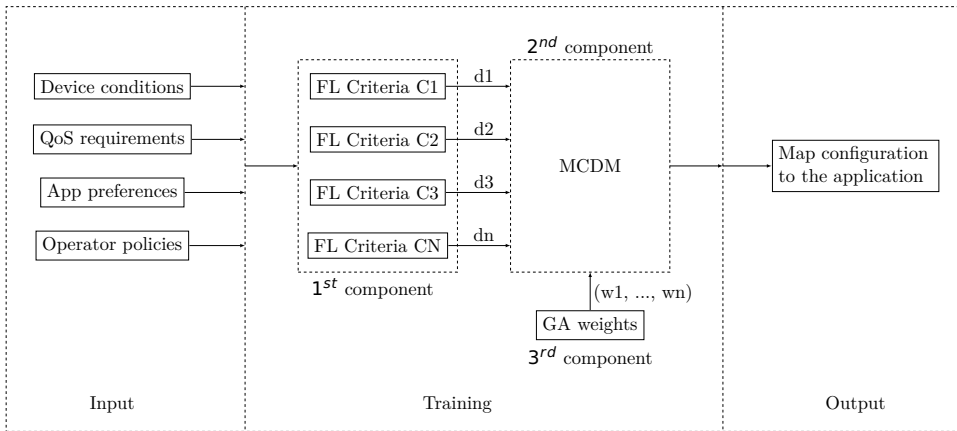 2nd component
Device conditions
FL Criteria C1
d1
QoS requirements
FL Criteria C2
d2
MCDM
Map configuration
to the application
App preferences
FL Criteria C3
d3
Operator policies
FL Criteria CN
dn
1st component
(w1, ..., wn)
GA weights
3rd component
Input
Training
Output